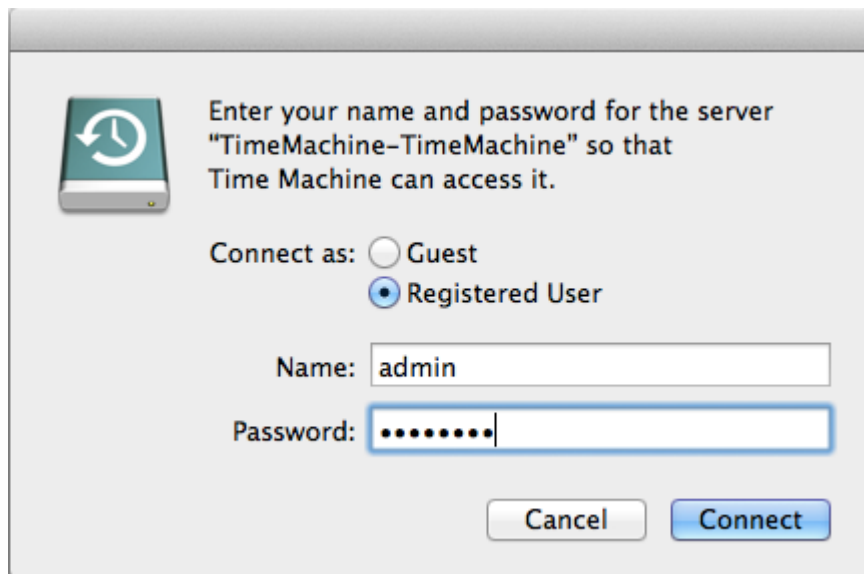 Enter your name and password for the server
“TimeMachine-TimeMachine” so that
Time Machine can access it.
Connect as: Guest
Registered User
Name: admin
Password: ••••••••
Cancel Connect